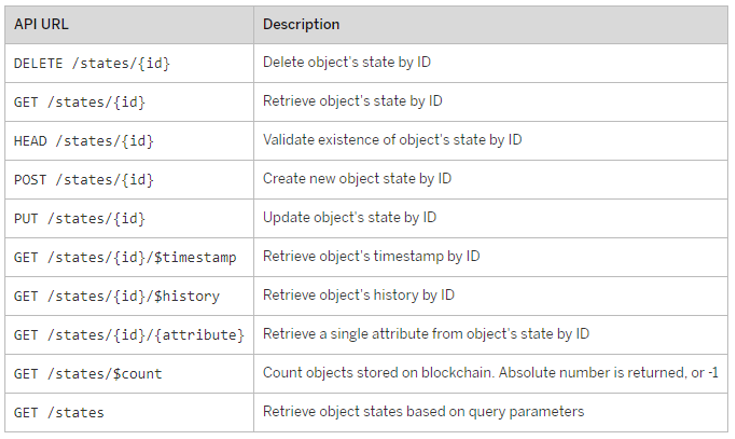 API URL Description
DELETE /states/{id} Delete object's state by ID
GET /states/{id} Retrieve object's state by ID
HEAD /states/{id} Validate existence of object's state by ID
POST /states/{id} Create new object state by ID
PUT /states/{id} Update object's state by ID
GET /states/{id}/$timestamp Retrieve object's timestamp by ID
GET /states/{id}/$history Retrieve object's history by ID
GET /states/{id}/{attribute} Retrieve a single attribute from object's state by ID
GET /states/$count Count objects stored on blockchain. Absolute number is returned, or -1
GET /states Retrieve object states based on query parameters